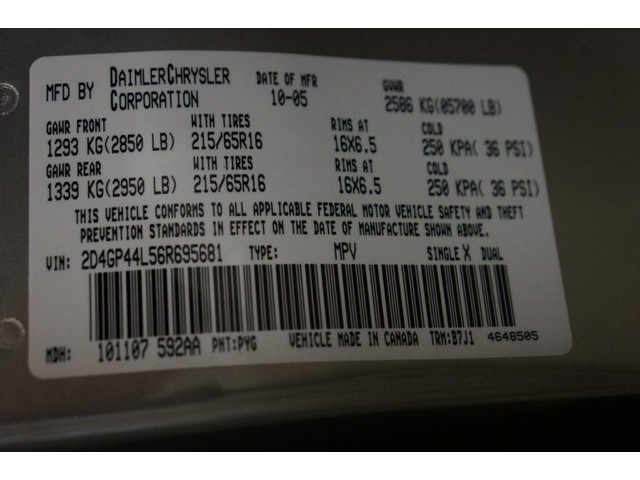 MFD BY DAIMLERCHRYSLER CORPORATION DATE OF MFR 10-05 GVWR 2586 KG(05700 LB)
GAWR FRONT WITH TIRES RIMS AT COLD
1293 KG(2850 LB) 215/65R16 16X6.5 250 KPA( 36 PSI)
GAWR REAR WITH TIRES RIMS AT COLD
1339 KG(2950 LB) 215/65R16 16X6.5 250 KPA( 36 PSI)
THIS VEHICLE CONFORMS TO ALL APPLICABLE FEDERAL MOTOR VEHICLE SAFETY AND THEFT
PREVENTION STANDARDS IN EFFECT ON THE DATE OF MANUFACTURE SHOWN ABOVE.
VIN: 2D4GP44L56R695681 TYPE: MPV SINGLE X DUAL
MDH: 101107 592AA PNT:PYG VEHICLE MADE IN CANADA TRM:B7J1 4648505